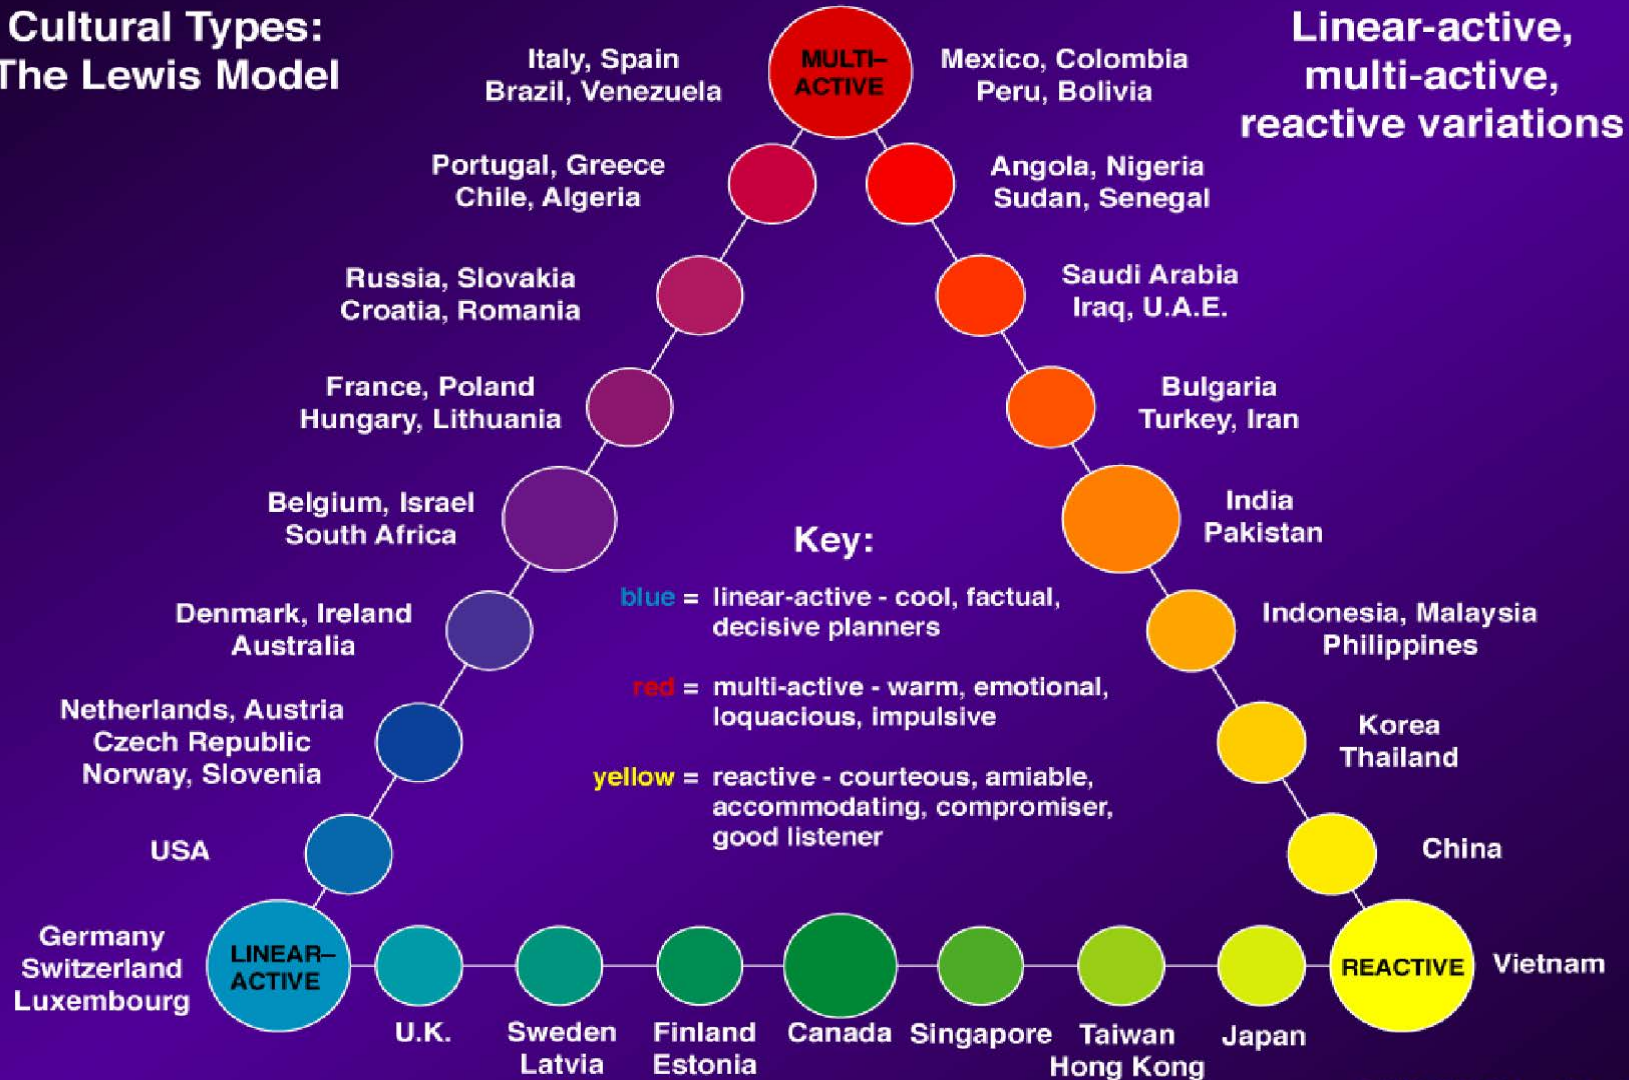 Cultural Types:
The Lewis Model
Linear-active,
multi-active,
reactive variations
MULTI–
ACTIVE
Italy, Spain
Brazil, Venezuela
Mexico, Colombia
Peru, Bolivia
Portugal, Greece
Chile, Algeria
Angola, Nigeria
Sudan, Senegal
Russia, Slovakia
Croatia, Romania
Saudi Arabia
Iraq, U.A.E.
France, Poland
Hungary, Lithuania
Bulgaria
Turkey, Iran
Belgium, Israel
South Africa
India
Pakistan
Denmark, Ireland
Australia
Indonesia, Malaysia
Philippines
Netherlands, Austria
Czech Republic
Norway, Slovenia
Korea
Thailand
USA
China
Key:
blue = linear-active - cool, factual,
decisive planners
red = multi-active - warm, emotional,
loquacious, impulsive
yellow = reactive - courteous, amiable,
accommodating, compromiser,
good listener
Germany
Switzerland
Luxembourg
LINEAR–
ACTIVE
REACTIVE
Vietnam
U.K.
Sweden
Latvia
Finland
Estonia
Canada
Singapore
Taiwan
Hong Kong
Japan